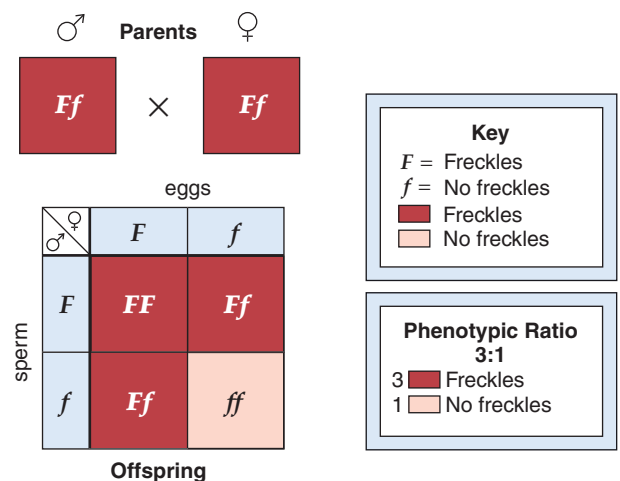 ♂ Parents ♀
Ff × Ff
eggs
♂ ♀ F f
sperm
F FF Ff
f Ff ff
Offspring
Key
F = Freckles
f = No freckles
Freckles
No freckles
Phenotypic Ratio
3:1
3 Freckles
1 No freckles